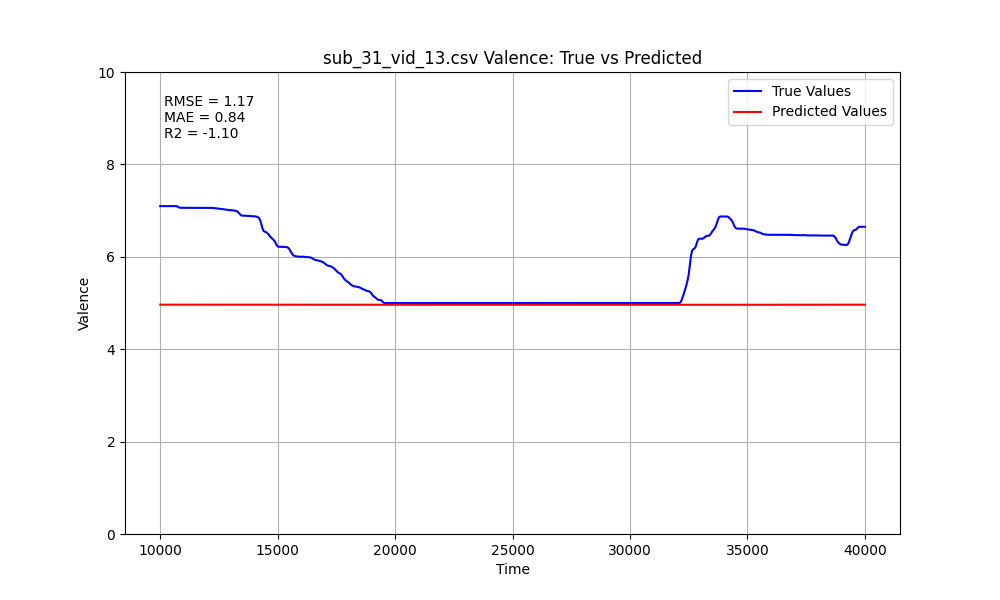 sub_31_vid_13.csv Valence: True vs Predicted
RMSE = 1.17
MAE = 0.84
R2 = -1.10
True Values
Predicted Values
Valence
10
8
6
4
2
0
10000 15000 20000 25000 30000 35000 40000
Time